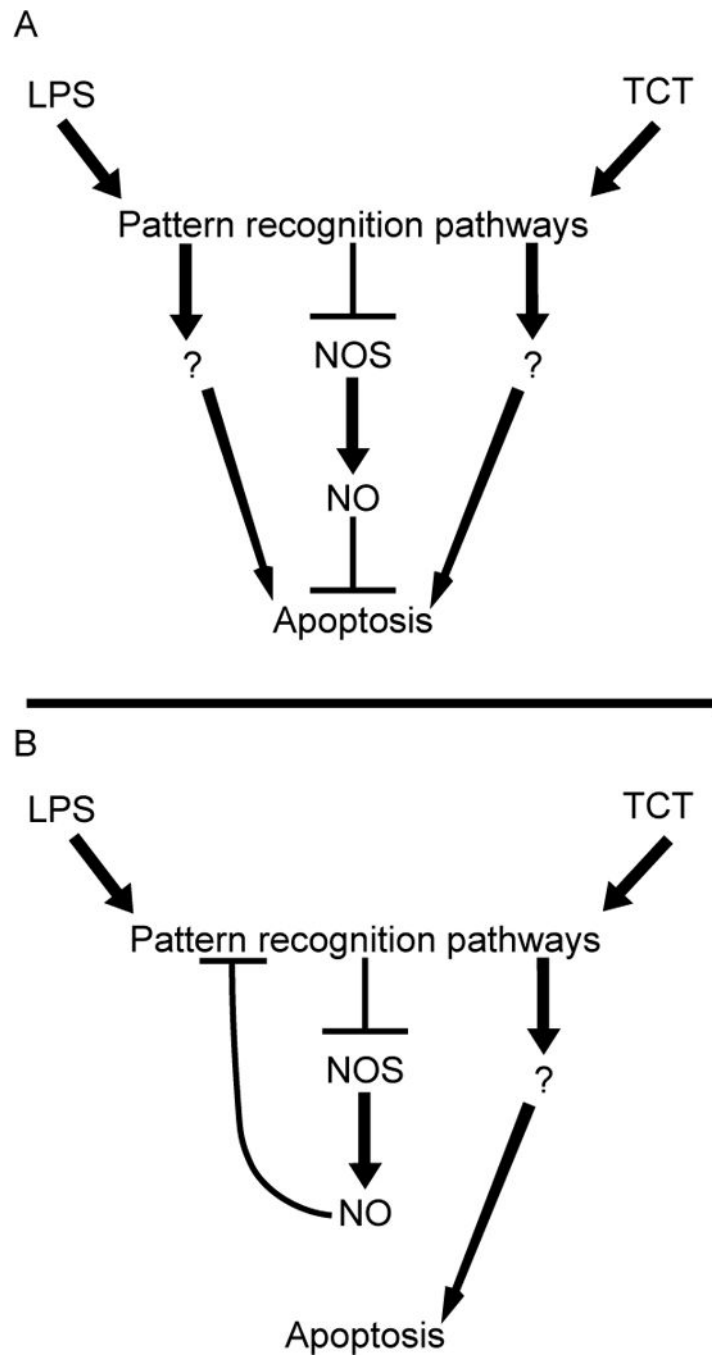 A
LPS TCT
Pattern recognition pathways
? NOS ?
NO
Apoptosis
B
LPS TCT
Pattern recognition pathways
NOS ?
NO
Apoptosis